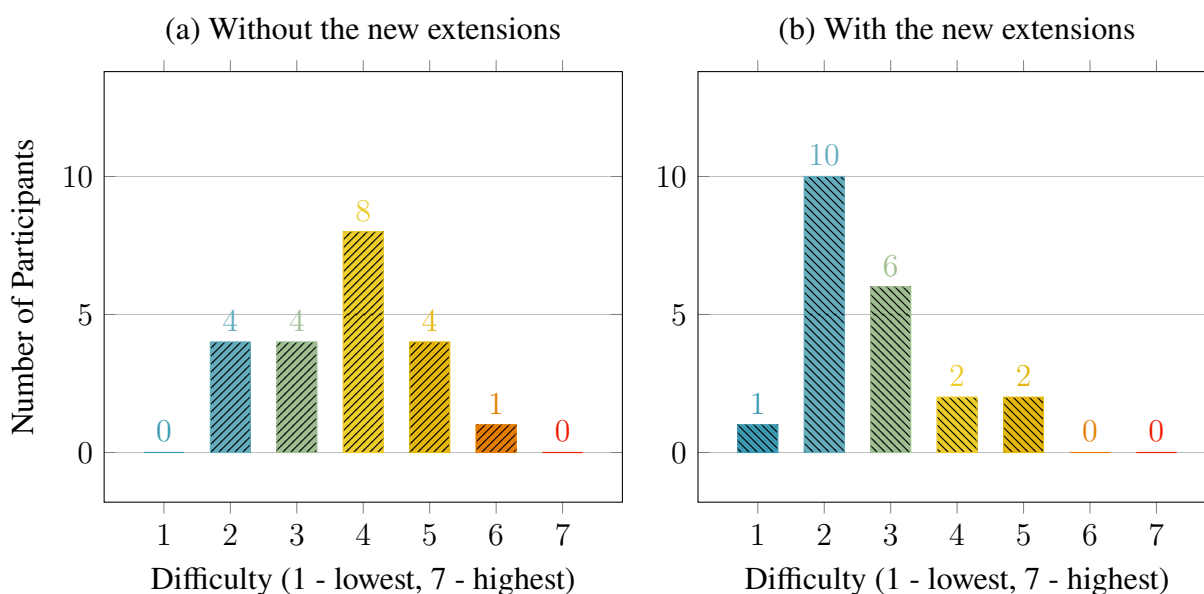 (a) Without the new extensions
(b) With the new extensions
Number of Participants
10
5
0
0
4
4
8
4
1
0
1 2 3 4 5 6 7
Difficulty (1 - lowest, 7 - highest)
10
5
0
1
10
6
2
2
0
0
1 2 3 4 5 6 7
Difficulty (1 - lowest, 7 - highest)